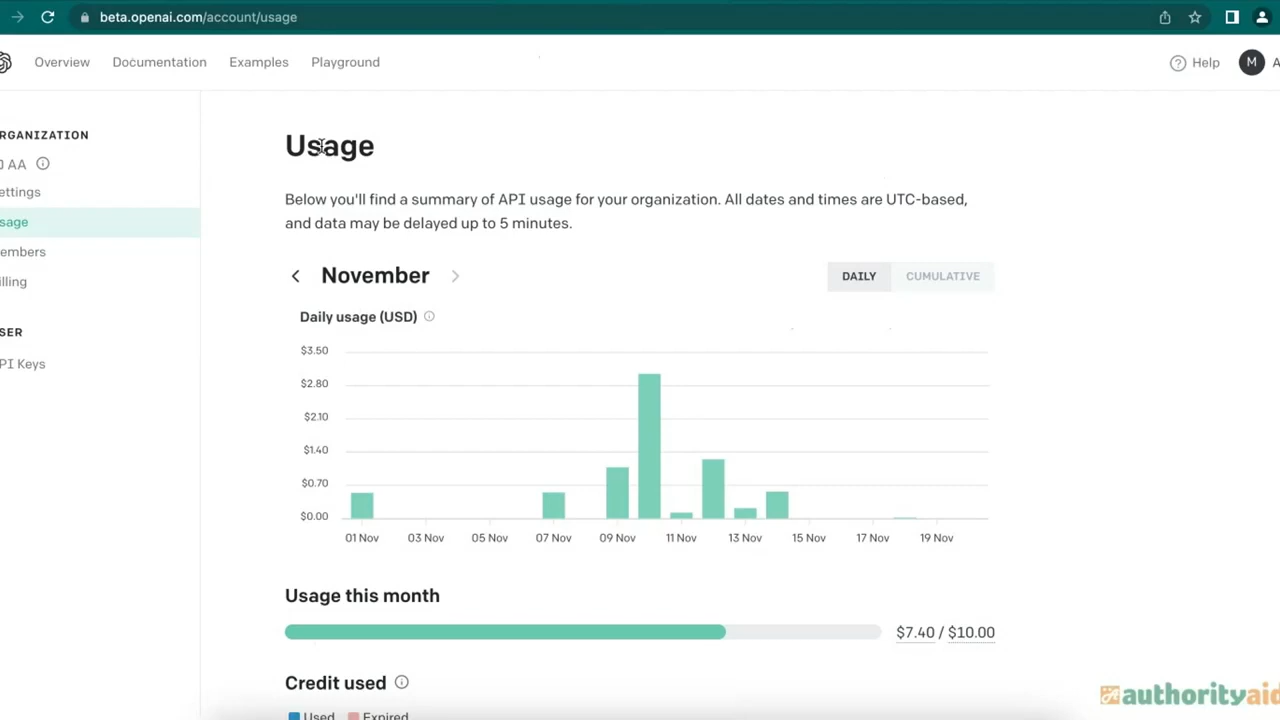 beta.openai.com/account/usage
Overview Documentation Examples Playground Help M A
RGANIZATION
AA
ettings
sage
embers
illing
SER
PI Keys
Usage
Below you'll find a summary of API usage for your organization. All dates and times are UTC-based,
and data may be delayed up to 5 minutes.
November
DAILY CUMULATIVE
Daily usage (USD)
$3.50
$2.80
$2.10
$1.40
$0.70
$0.00
01 Nov 03 Nov 05 Nov 07 Nov 09 Nov 11 Nov 13 Nov 15 Nov 17 Nov 19 Nov
Usage this month
$7.40 / $10.00
Credit used
Used Expired
authorityaid